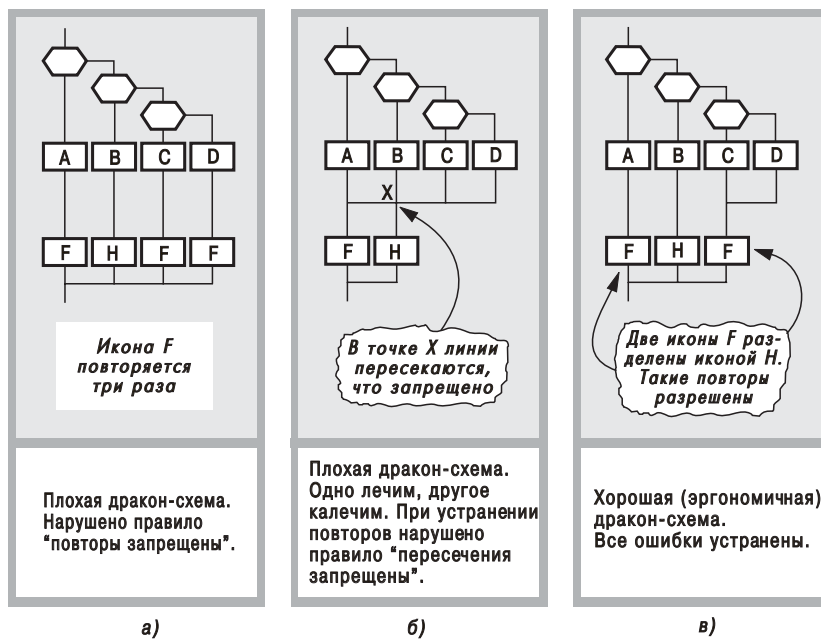 A B C D
F H F F
Икона F
повторяется
три раза
Плохая дракон-схема.
Нарушено правило
“повторы запрещены”.
а)
A B C D
X
F H
В точке X линии
пересекаются,
что запрещено
Плохая дракон-схема.
Одно лечим, другое
калечим. При устранении
повторов нарушено
правило “пересечения
запрещены”.
б)
A B C D
F H F
Две иконы F раз-
делены иконой H.
Такие повторы
разрешены
Хорошая (эргономичная)
дракон-схема.
Все ошибки устранены.
в)